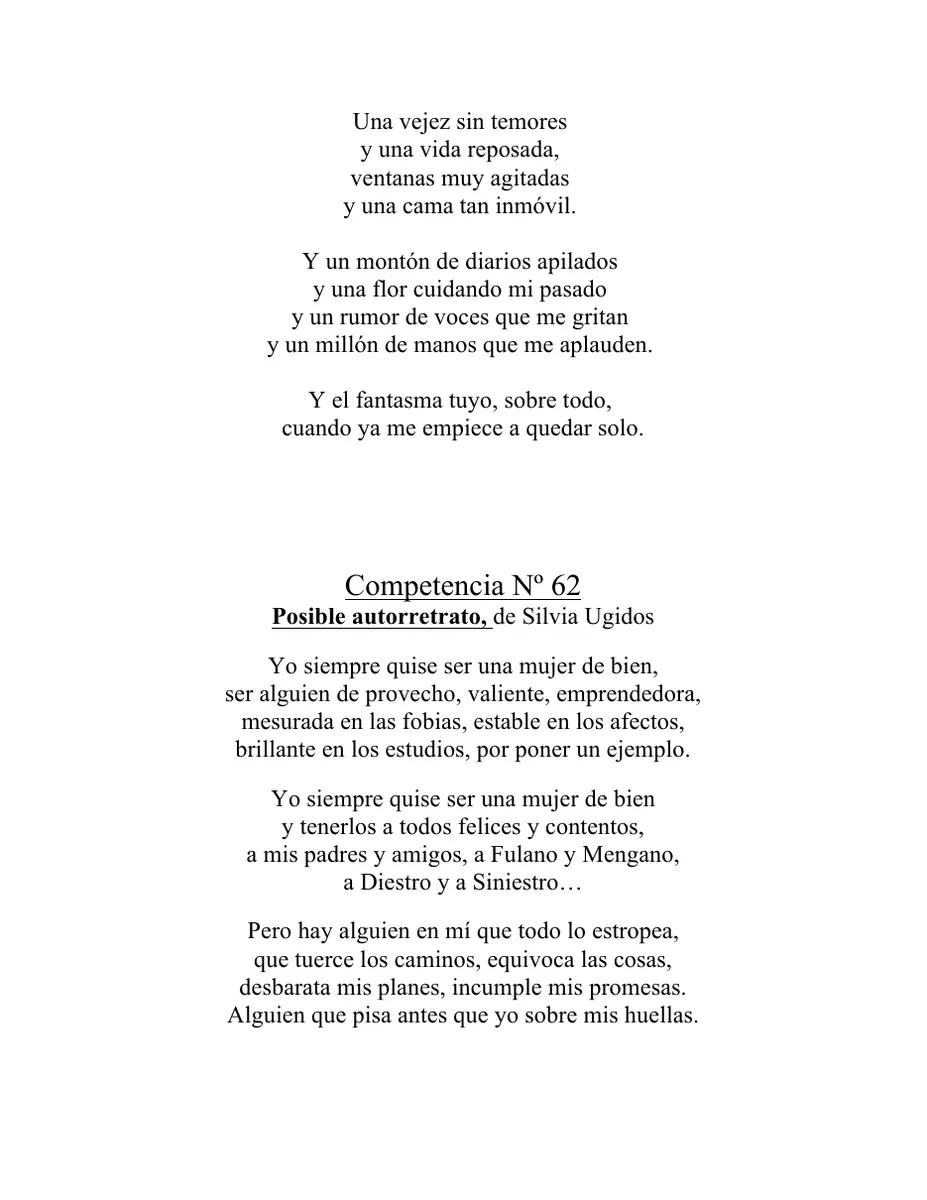 Una vejez sin temores
y una vida reposada,
ventanas muy agitadas
y una cama tan inmóvil.
Y un montón de diarios apilados
y una flor cuidando mi pasado
y un rumor de voces que me gritan
y un millón de manos que me aplauden.
Y el fantasma tuyo, sobre todo,
cuando ya me empiece a quedar solo.
Competencia Nº 62
Posible autorretrato, de Silvia Ugidos
Yo siempre quise ser una mujer de bien,
ser alguien de provecho, valiente, emprendedora,
mesurada en las fobias, estable en los afectos,
brillante en los estudios, por poner un ejemplo.
Yo siempre quise ser una mujer de bien
y tenerlos a todos felices y contentos,
a mis padres y amigos, a Fulano y Mengano,
a Diestro y a Siniestro…
Pero hay alguien en mí que todo lo estropea,
que tuerce los caminos, equivoca las cosas,
desbarata mis planes, incumple mis promesas.
Alguien que pisa antes que yo sobre mis huellas.